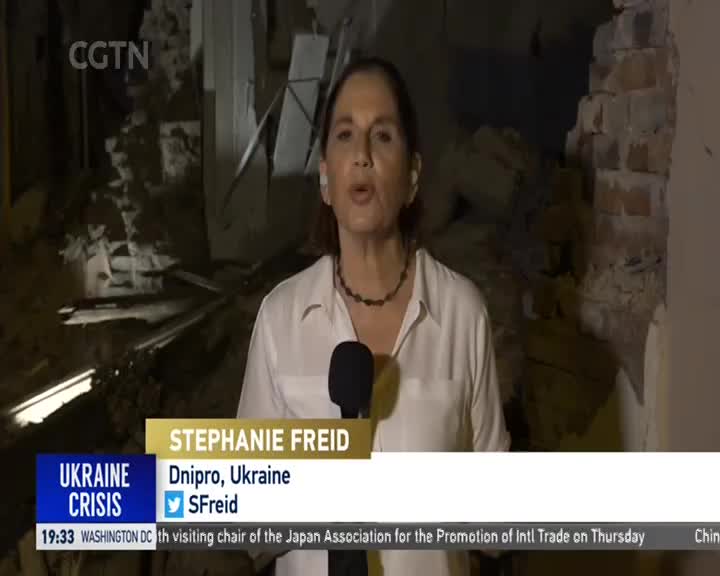 CGTN
STEPHANIE FREID
Dnipro, Ukraine
SFreid
UKRAINE
CRISIS
19:33 WASHINGTON DC
th visiting chair of the Japan Association for the Promotion of Intl Trade on Thursday
Chin